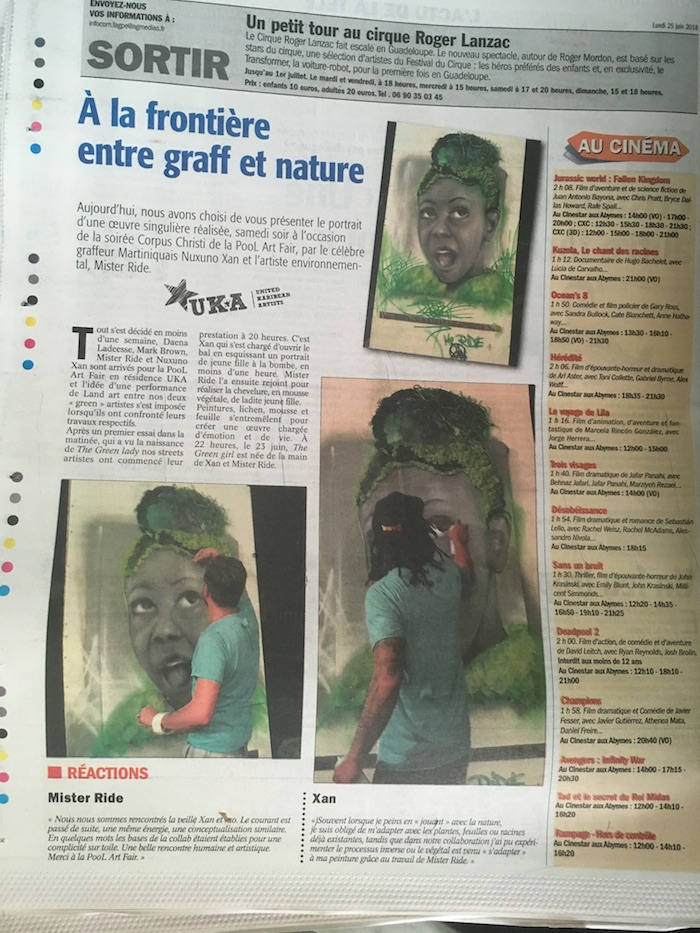 ENVOYEZ-NOUS
VOS INFORMATIONS À :
infocom.fagpel@agmedias.fr
SORTIR
Lundi 25 juin 2018
Un petit tour au cirque Roger Lanzac
Le Cirque Roger Lanzac fait escale en Guadeloupe. Le nouveau spectacle, autour de Roger Mordon, est basé sur les
stars du cirque, une sélection d'artistes du Festival du Cirque : les héros préférés des enfants et, en exclusivité, le
Transformer, la voiture-robot, pour la première fois en Guadeloupe.
Jusqu'au 1er juillet. Le mardi et vendredi, à 18 heures, mercredi à 15 heures, samedi à 17 et 20 heures, dimanche, 15 et 18 heures.
Prix : enfants 10 euros, adultes 20 euros. Tel . 06 90 35 03 45
À la frontière
entre graff et nature
Aujourd'hui, nous avons choisi de vous présenter le portrait
d'une œuvre singulière réalisée, samedi soir à l'occasion
de la soirée Corpus Christi de la PooL Art Fair, par le célèbre
graffeur Martiniquais Nuxuno Xan et l'artiste environnemen-
tal, Mister Ride.
UKA
UNITED
KARIBEAN
ARTISTS
Tout s'est décidé en moins
d'une semaine, Daena
Ladeesse, Mark Brown,
Mister Ride et Nuxuno
Xan sont arrivés pour la PooL
Art Fair en résidence UKA
et l'idée d'une performance
de Land art entre nos deux
« green » artistes s'est imposée
lorsqu'ils ont confronté leurs
travaux respectifs.
Après un premier essai dans la
matinée, qui a vu la naissance
de The Green lady nos streets
artistes ont commencé leur
prestation à 20 heures. C'est
Xan qui s'est chargé d'ouvrir le
bal en esquissant un portrait
de jeune fille à la bombe, en
moins d'une heure. Mister
Ride l'a ensuite rejoint pour
réaliser la chevelure, en mousse
végétale, de ladite jeune fille.
Peintures, lichen, mousse et
feuille s'entremêlent pour
créer une œuvre chargée
d'émotion et de vie. À
22 heures, le 23 juin, The
Green girl est née de la main
de Xan et Mister Ride.
RIDE
RIDE
RÉACTIONS
Mister Ride
« Nous nous sommes rencontrés la veille Xan et
Le courant est
passé de suite, une même énergie, une conceptualisation similaire.
En quelques mots les bases de la collab étaient établies pour une
complicité sur toile. Une belle rencontre humaine et artistique.
Merci à la PooL Art Fair. »
Xan
«]Souvent lorsque je peins en « jouant » avec la nature,
je suis obligé de m'adapter avec les plantes, feuilles ou racines
déjà existantes, tandis que dans notre collaboration j'ai pu expéri-
menter le processus inverse ou le végétal est venu « s'adapter »
à ma peinture grâce au travail de Mister Ride. »
AU CINÉMA
Jurassic world : Fallen Kingdom
2 h 08. Film d'aventure et de science fiction de
Juan Antonio Bayona, avec Chris Pratt, Bryce Dal-
las Howard, Rafe Spall...
Au Cinestar aux Abymes : 14h00 (VO) - 17h00 -
20h00 ; CXC : 12h30 - 15h30 - 18h30 - 21h30 ;
CXC (3D) : 12h00 - 15h00 - 18h00 - 21h00
Kuzola, Le chant des racines
1 h 12. Documentaire de Hugo Bachelet, avec
Lúcia de Carvalho...
Au Cinestar aux Abymes : 21h00 (VO)
Ocean's 8
1 h 50. Comédie et film policier de Gary Ross,
avec Sandra Bullock, Cate Blanchett, Anne Hatha-
way...
Au Cinestar aux Abymes : 13h30 - 16h10 -
18h50 (VO) - 21h30
Hérédité
2 h 06. Film d'épouvante-horreur et dramatique
de Ari Aster, avec Toni Collette, Gabriel Byrne, Alex
Wolff...
Au Cinestar aux Abymes : 18h35 - 21h30
Le voyage de Lila
1 h 16. Film d'animation, d'aventure et fan-
tastique de Marcela Rincón González, avec
Jorge Herrera...
Au Cinestar aux Abymes : 12h00 - 15h00
Trois visages
1 h 40. Film dramatique de Jafar Panahi, avec
Behnaz Jafari, Jafar Panahi, Marziyeh Rezaei...
Au Cinestar aux Abymes : 14h00 (VO)
Désobéissance
1 h 54. Film dramatique et romance de Sebastián
Lelio, avec Rachel Weisz, Rachel McAdams, Ales-
sandro Nivola...
Au Cinestar aux Abymes : 18h15
Sans un bruit
1 h 30. Thriller, film d'épouvante-horreur de John
Krasinski, avec Emily Blunt, John Krasinski, Milli-
cent Simmonds...
Au Cinestar aux Abymes : 12h20 - 14h35 -
16h50 - 19h10 - 21h25
Deadpool 2
2 h 00. Film d'action, de comédie et d'aventure
de David Leitch, avec Ryan Reynolds, Josh Brolin,
Interdit aux moins de 12 ans
Au Cinestar aux Abymes : 12h10 - 18h10 -
21h00
Champions
1 h 58. Film dramatique et Comédie de Javier
Fesser, avec Javier Gutiérrez, Athenea Mata,
Daniel Freire...
Au Cinestar aux Abymes : 20h40 (VO)
Avengers : Infinity War
Au Cinestar aux Abymes : 14h00 - 17h15 -
20h30
Tad et le secret du Roi Midas
Au Cinestar aux Abymes : 12h00 - 14h10 -
16h20
Rampage - Hors de contrôle
Au Cinestar aux Abymes : 12h00 - 14h10 -
16h20